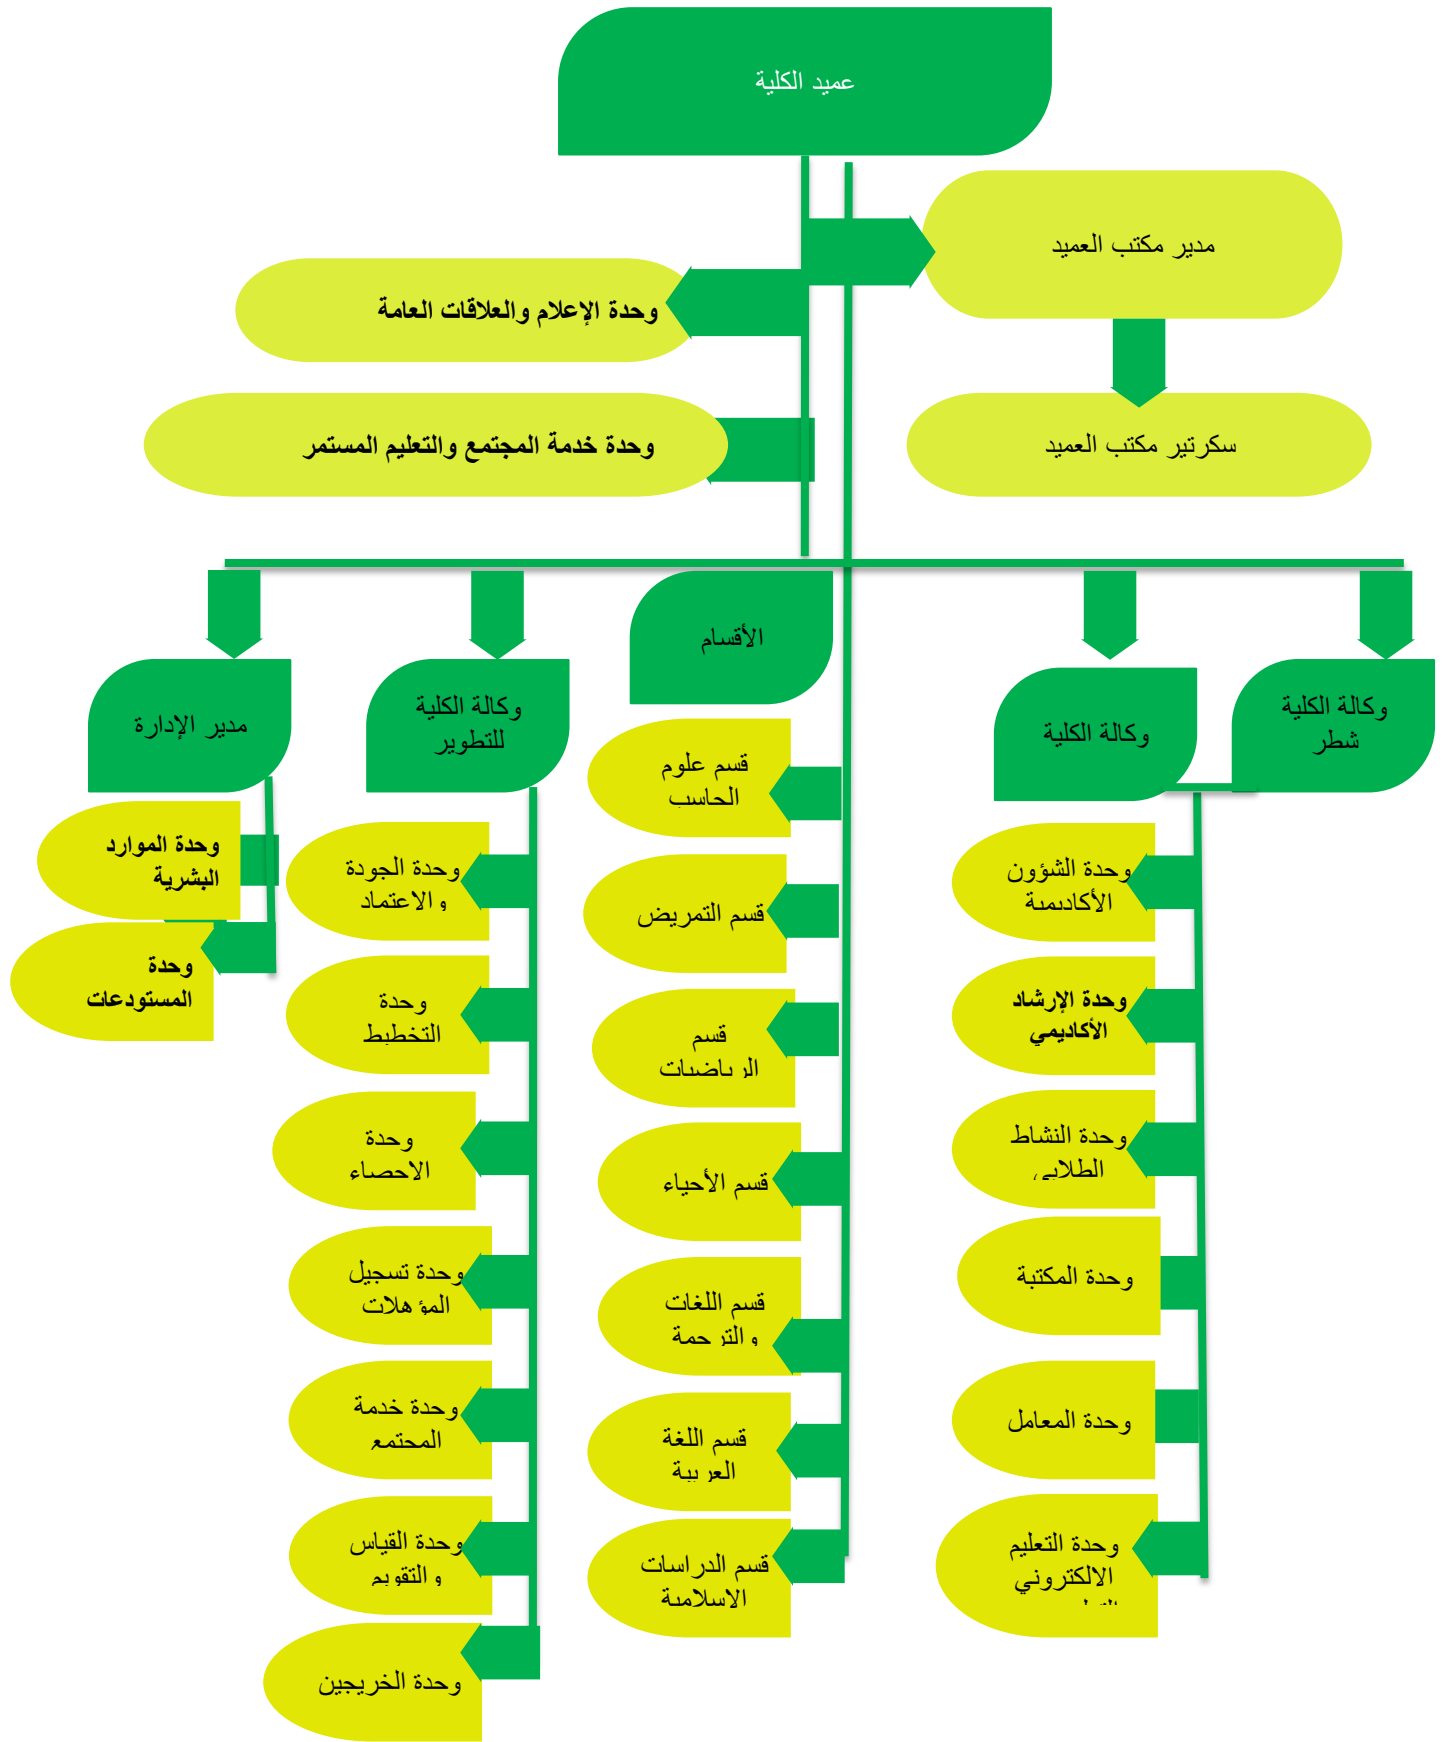 عميد الكلية
مدير مكتب العميد
وحدة الإعلام والعلاقات العامة
سكرتير مكتب العميد
وحدة خدمة المجتمع والتعليم المستمر
وكالة الكلية
شطر
وكالة الكلية
الأقسام
وكالة الكلية
للتطوير
مدير الإدارة
وحدة الشؤون
الأكاديمية
وحدة الإرشاد
الأكاديمي
وحدة النشاط
الطلابي
وحدة المكتبة
وحدة المعامل
وحدة التعليم
الالكتروني
قسم علوم
الحاسب
قسم التمريض
قسم
الرياضيات
قسم الأحياء
قسم اللغات
والترجمة
قسم اللغة
العربية
قسم الدراسات
الاسلامية
وحدة الجودة
والاعتماد
وحدة
التخطيط
وحدة
الاحصاء
وحدة تسجيل
المؤهلات
وحدة خدمة
المجتمع
وحدة القياس
والتقويم
وحدة الخريجين
وحدة الموارد
البشرية
وحدة
المستودعات